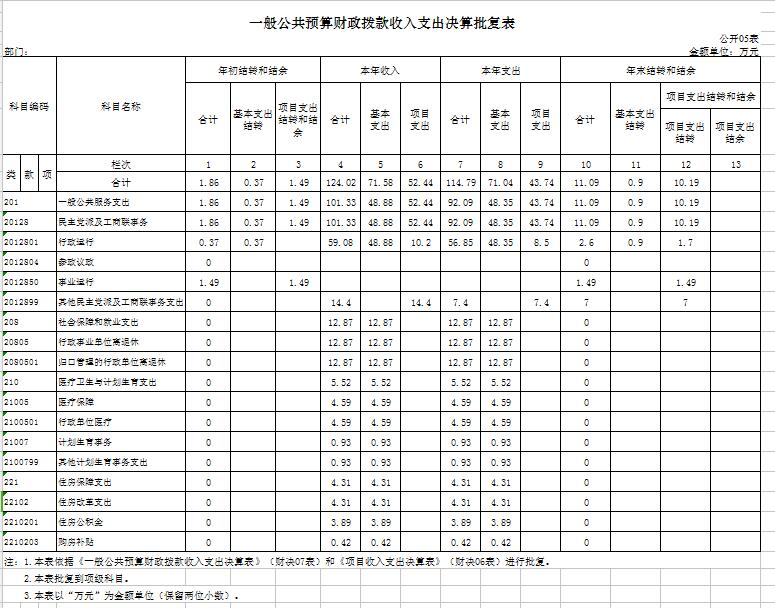 一般公共预算财政拨款收入支出决算批复表
公开05表
部门： 金额单位：万元
科目编码 科目名称 年初结转和结余 本年收入 本年支出 年末结转和结余
合计 基本支出结转 项目支出结转和结余 合计 基本支出 项目支出 合计 基本支出 项目支出 合计 基本支出结转 项目支出结转和结余
项目支出结转 项目支出结余
类 款 项 栏次 1 2 3 4 5 6 7 8 9 10 11 12 13
合计 1.86 0.37 1.49 124.02 71.58 52.44 114.79 71.04 43.74 11.09 0.9 10.19
201 一般公共服务支出 1.86 0.37 1.49 101.33 48.88 52.44 92.09 48.35 43.74 11.09 0.9 10.19
20128 民主党派及工商联事务 1.86 0.37 1.49 101.33 48.88 52.44 92.09 48.35 43.74 11.09 0.9 10.19
2012801 行政运行 0.37 0.37 59.08 48.88 10.2 56.85 48.35 8.5 2.6 0.9 1.7
2012804 参政议政 0 0
2012850 事业运行 1.49 1.49 1.49 1.49
2012899 其他民主党派及工商联事务支出 0 14.4 14.4 7.4 7.4 7 7
208 社会保障和就业支出 0 12.87 12.87 12.87 12.87 0
20805 行政事业单位离退休 0 12.87 12.87 12.87 12.87 0
2080501 归口管理的行政单位离退休 0 12.87 12.87 12.87 12.87 0
210 医疗卫生与计划生育支出 0 5.52 5.52 5.52 5.52 0
21005 医疗保障 0 4.59 4.59 4.59 4.59 0
2100501 行政单位医疗 0 4.59 4.59 4.59 4.59 0
21007 计划生育事务 0 0.93 0.93 0.93 0.93 0
2100799 其他计划生育事务支出 0 0.93 0.93 0.93 0.93 0
221 住房保障支出 0 4.31 4.31 4.31 4.31 0
22102 住房改革支出 0 4.31 4.31 4.31 4.31 0
2210201 住房公积金 0 3.89 3.89 3.89 3.89 0
2210203 购房补贴 0 0.42 0.42 0.42 0.42 0
注：1.本表依据《一般公共预算财政拨款收入支出决算表》（财决07表）和《项目收入支出决算表》（财决06表）进行批复。
2.本表批复到项级科目。
3.本表以“万元”为金额单位（保留两位小数）。